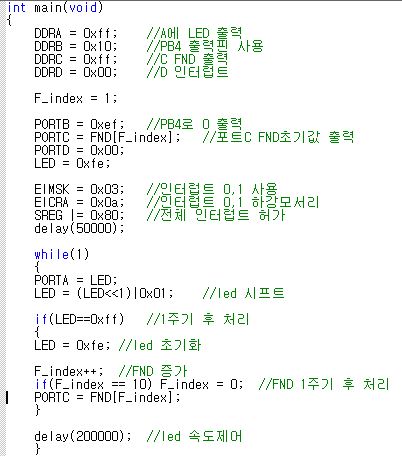 int main(void)
{
DDRA = 0xff; //A에 LED 출력
DDRB = 0x10; //PB4 출력핀 사용
DDRC = 0xff; //C FND 출력
DDRD = 0x00; //D 인터럽트
F_index = 1;
PORTB = 0xef; //PB4로 0 출력
PORTC = FND[F_index]; //포트C FND초기값 출력
PORTD = 0x00;
LED = 0xfe;
EIMSK = 0x03; //인터럽트 0,1 사용
EICRA = 0x0a; //인터럽트 0,1 하강모서리
SREG |= 0x80; //전체 인터럽트 허가
delay(50000);
while(1)
{
PORTA = LED;
LED = (LED<<1)|0x01; //led 시프트
if(LED==0xff) //1주기 후 처리
{
LED = 0xfe; //led 초기화
F_index++; //FND 증가
if(F_index == 10) F_index = 0; //FND 1주기 후 처리
PORTC = FND[F_index];
}
delay(200000); //led 속도제어
}